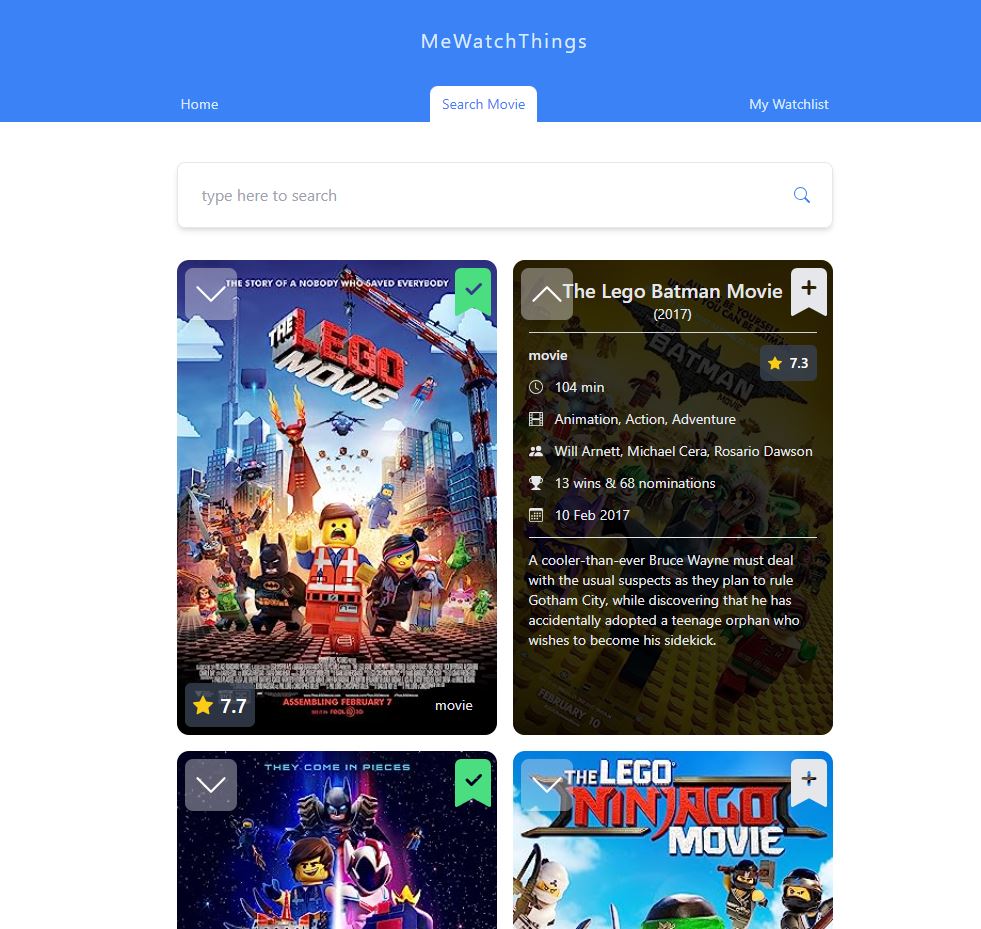 MeWatchThings
Home
Search Movie
My Watchlist
type here to search
THE STORY OF A NOBODY WHO SAVED EVERYBODY
THE
LEGO
MOVIE
ASSEMBLING FEBRUARY 7
7.7
movie
The Lego Batman Movie
(2017)
BATMAN
MOVIE
movie
7.3
104 min
Animation, Action, Adventure
Will Arnett, Michael Cera, Rosario Dawson
13 wins & 68 nominations
10 Feb 2017
A cooler-than-ever Bruce Wayne must deal
with the usual suspects as they plan to rule
Gotham City, while discovering that he has
accidentally adopted a teenage orphan who
wishes to become his sidekick.
FEBRUARY 10
THEY COME IN PIECES
THE LEGO
NINJAGO
MOVIE